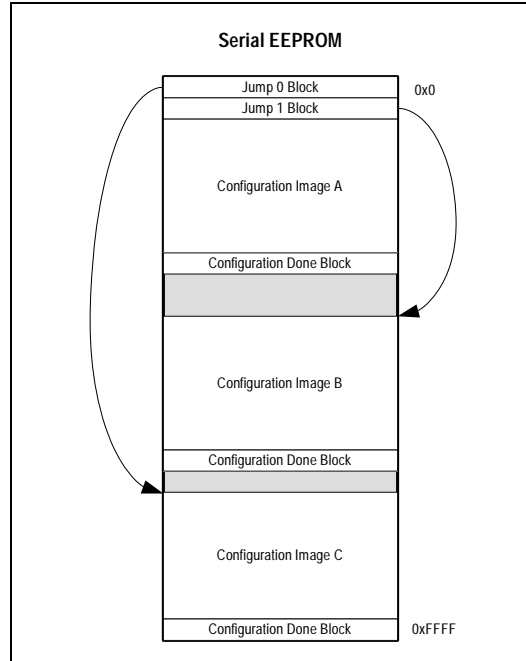 Serial EEPROM
Jump 0 Block
0x0
Jump 1 Block
Configuration Image A
Configuration Done Block
Configuration Image B
Configuration Done Block
Configuration Image C
Configuration Done Block
0xFFFF